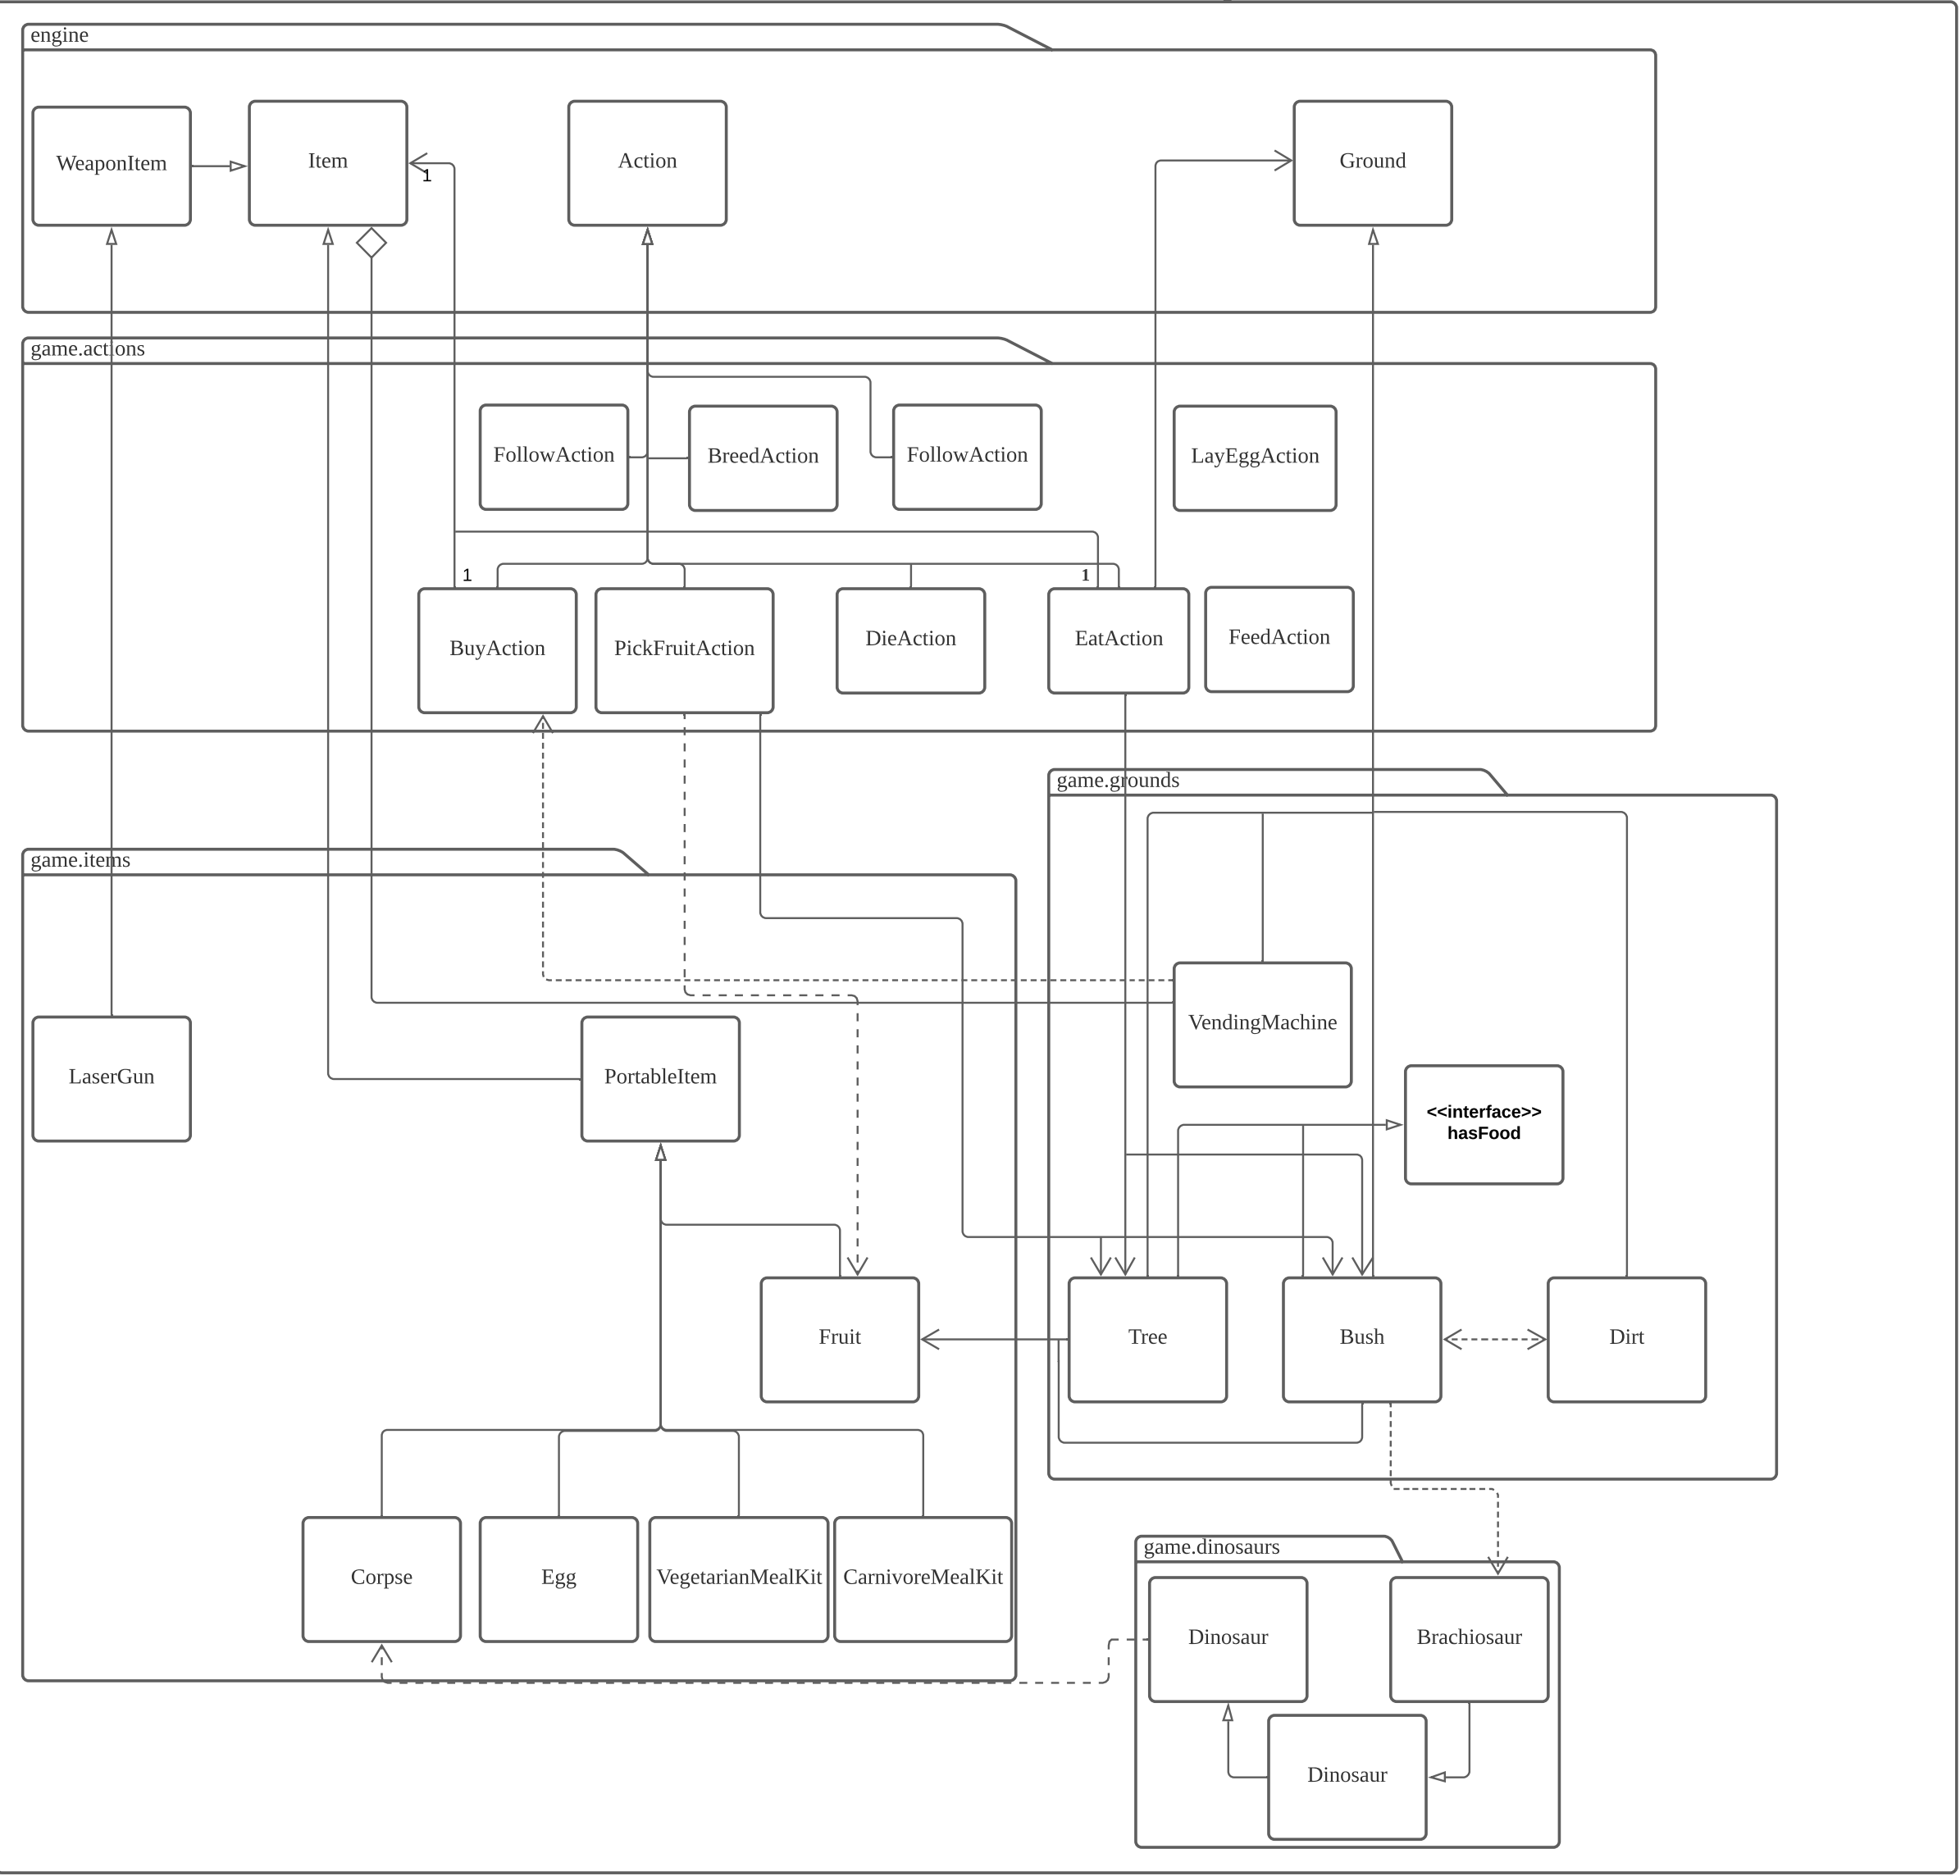 engine
WeaponItem
Item
Action
Ground
1
game.actions
FollowAction
BreedAction
FollowAction
LayEggAction
1
1
BuyAction
PickFruitAction
DieAction
EatAction
FeedAction
game.grounds
game.items
VendingMachine
LaserGun
PortableItem
<<interface>>
hasFood
Fruit
Tree
Bush
Dirt
game.dinosaurs
Corpse
Egg
VegetarianMealKit
CarnivoreMealKit
Dinosaur
Brachiosaur
Dinosaur